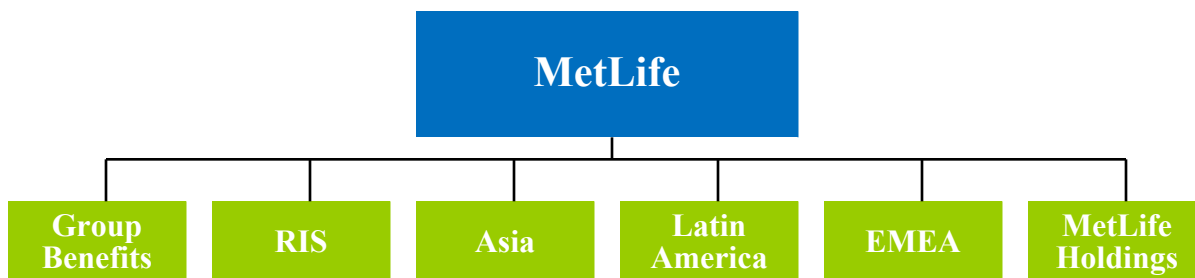 MetLife
Group
Benefits
RIS
Asia
Latin
America
EMEA
MetLife
Holdings